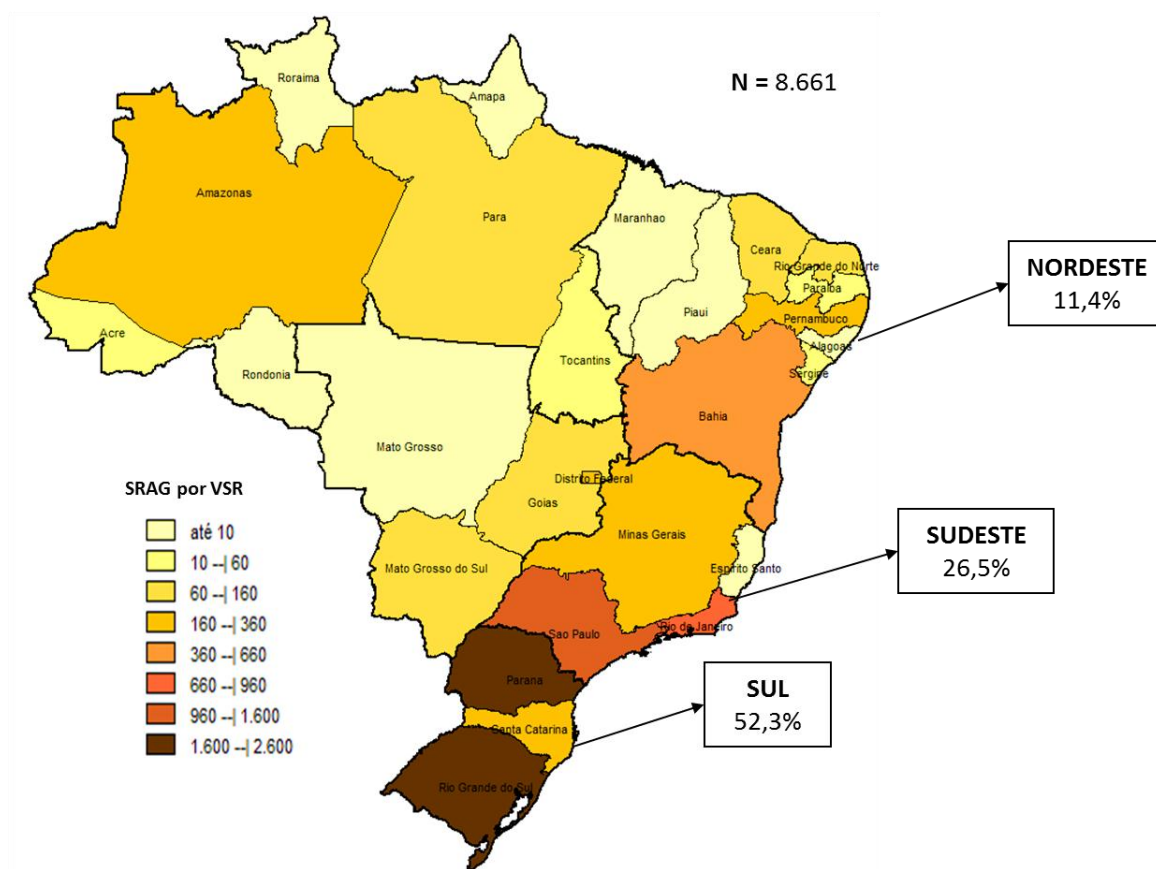 Roraima
Amapa
N = 8.661
Amazonas
Para
Maranhao
Ceara
Rio Grande do Norte
Paraiba
Piaui
Pernambuco
Alagoas
Sergipe
NORDESTE
11,4%
Acre
Rondonia
Tocantins
Bahia
Mato Grosso
Distrito Federal
Goias
Minas Gerais
Espirito Santo
SUDESTE
26,5%
Mato Grosso do Sul
Rio de Janeiro
Sao Paulo
Parana
SUL
52,3%
Santa Catarina
Rio Grande do Sul
SRAG por VSR
até 10
10 --| 60
60 --| 160
160 --| 360
360 --| 660
660 --| 960
960 --| 1.600
1.600 --| 2.600